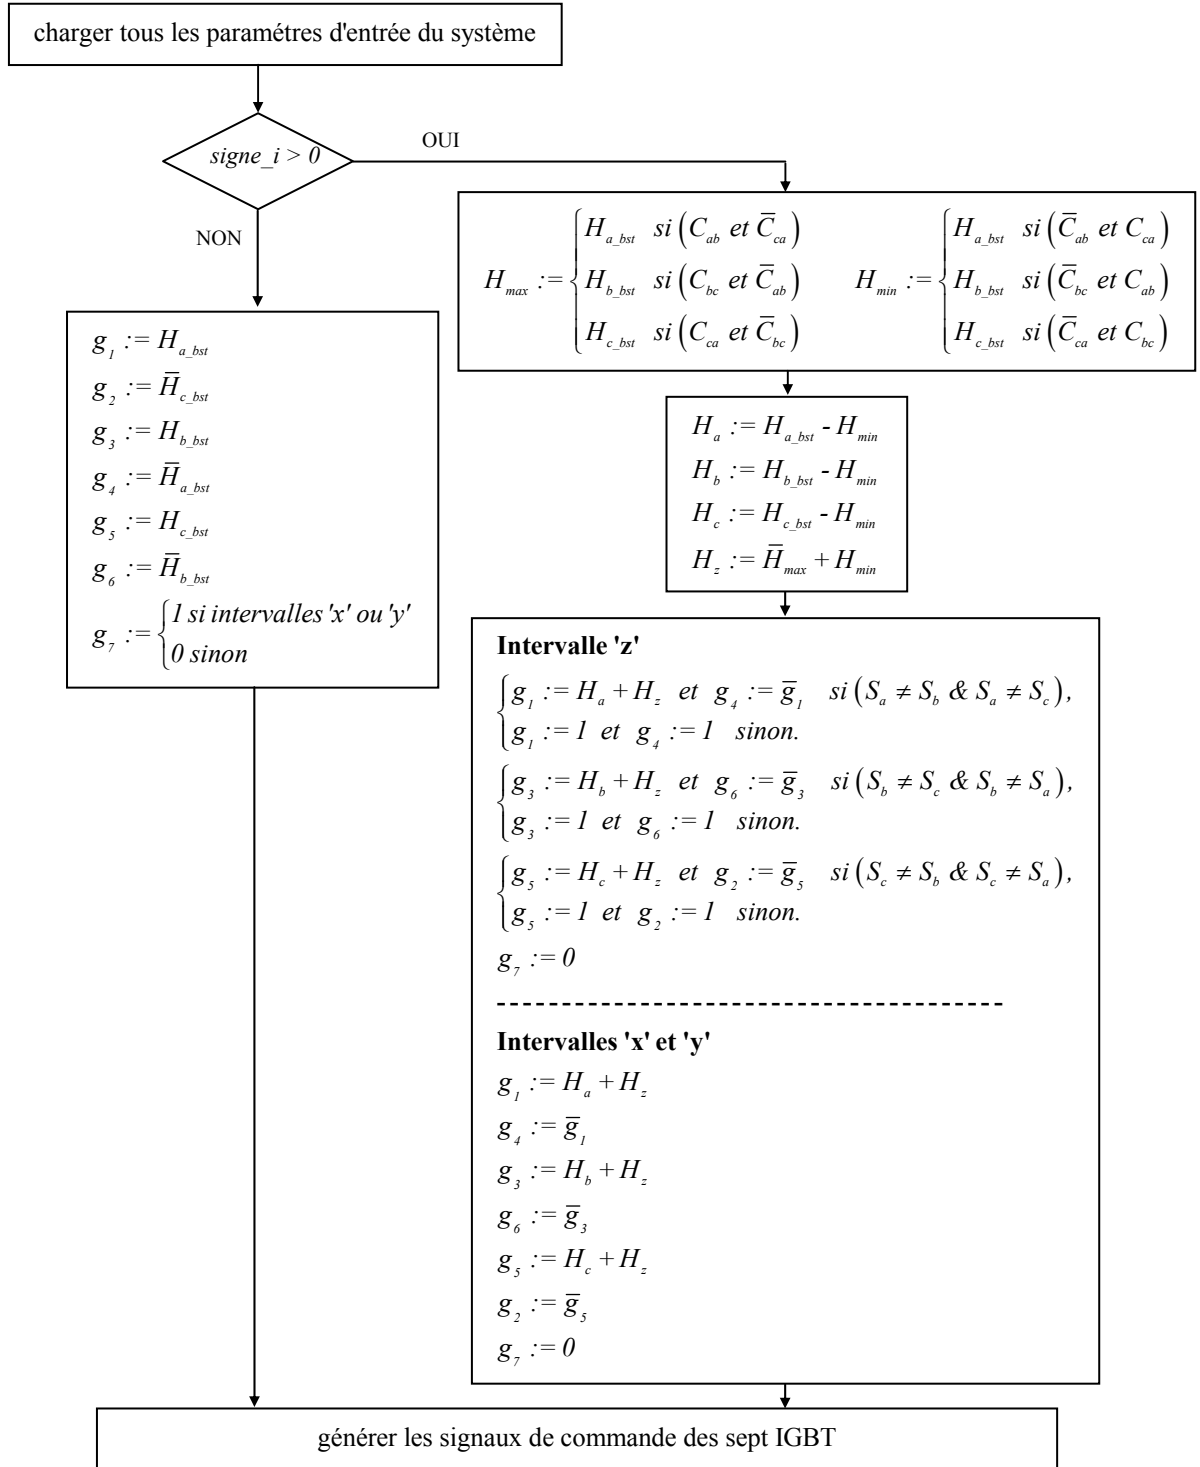 charger tous les paramétres d'entrée du système
signe_i > 0
OUI
NON
H_max := { H_a_bst si (C_ab et C̅_ca)
H_b_bst si (C_bc et C̅_ab)
H_c_bst si (C_ca et C̅_bc)
H_min := { H_a_bst si (C̅_ab et C_ca)
H_b_bst si (C̅_bc et C_ab)
H_c_bst si (C̅_ca et C_bc)
g_1 := H_a_bst
g_2 := H̅_c_bst
g_3 := H_b_bst
g_4 := H̅_a_bst
g_5 := H_c_bst
g_6 := H̅_b_bst
g_7 := { 1 si intervalles 'x' ou 'y'
0 sinon
H_a := H_a_bst - H_min
H_b := H_b_bst - H_min
H_c := H_c_bst - H_min
H_z := H̅_max + H_min
Intervalle 'z'
{ g_1 := H_a + H_z et g_4 := g̅_1 si (S_a ≠ S_b & S_a ≠ S_c),
g_1 := 1 et g_4 := 1 sinon.
{ g_3 := H_b + H_z et g_6 := g̅_3 si (S_b ≠ S_c & S_b ≠ S_a),
g_3 := 1 et g_6 := 1 sinon.
{ g_5 := H_c + H_z et g_2 := g̅_5 si (S_c ≠ S_b & S_c ≠ S_a),
g_5 := 1 et g_2 := 1 sinon.
g_7 := 0
Intervalles 'x' et 'y'
g_1 := H_a + H_z
g_4 := g̅_1
g_3 := H_b + H_z
g_6 := g̅_3
g_5 := H_c + H_z
g_2 := g̅_5
g_7 := 0
générer les signaux de commande des sept IGBT